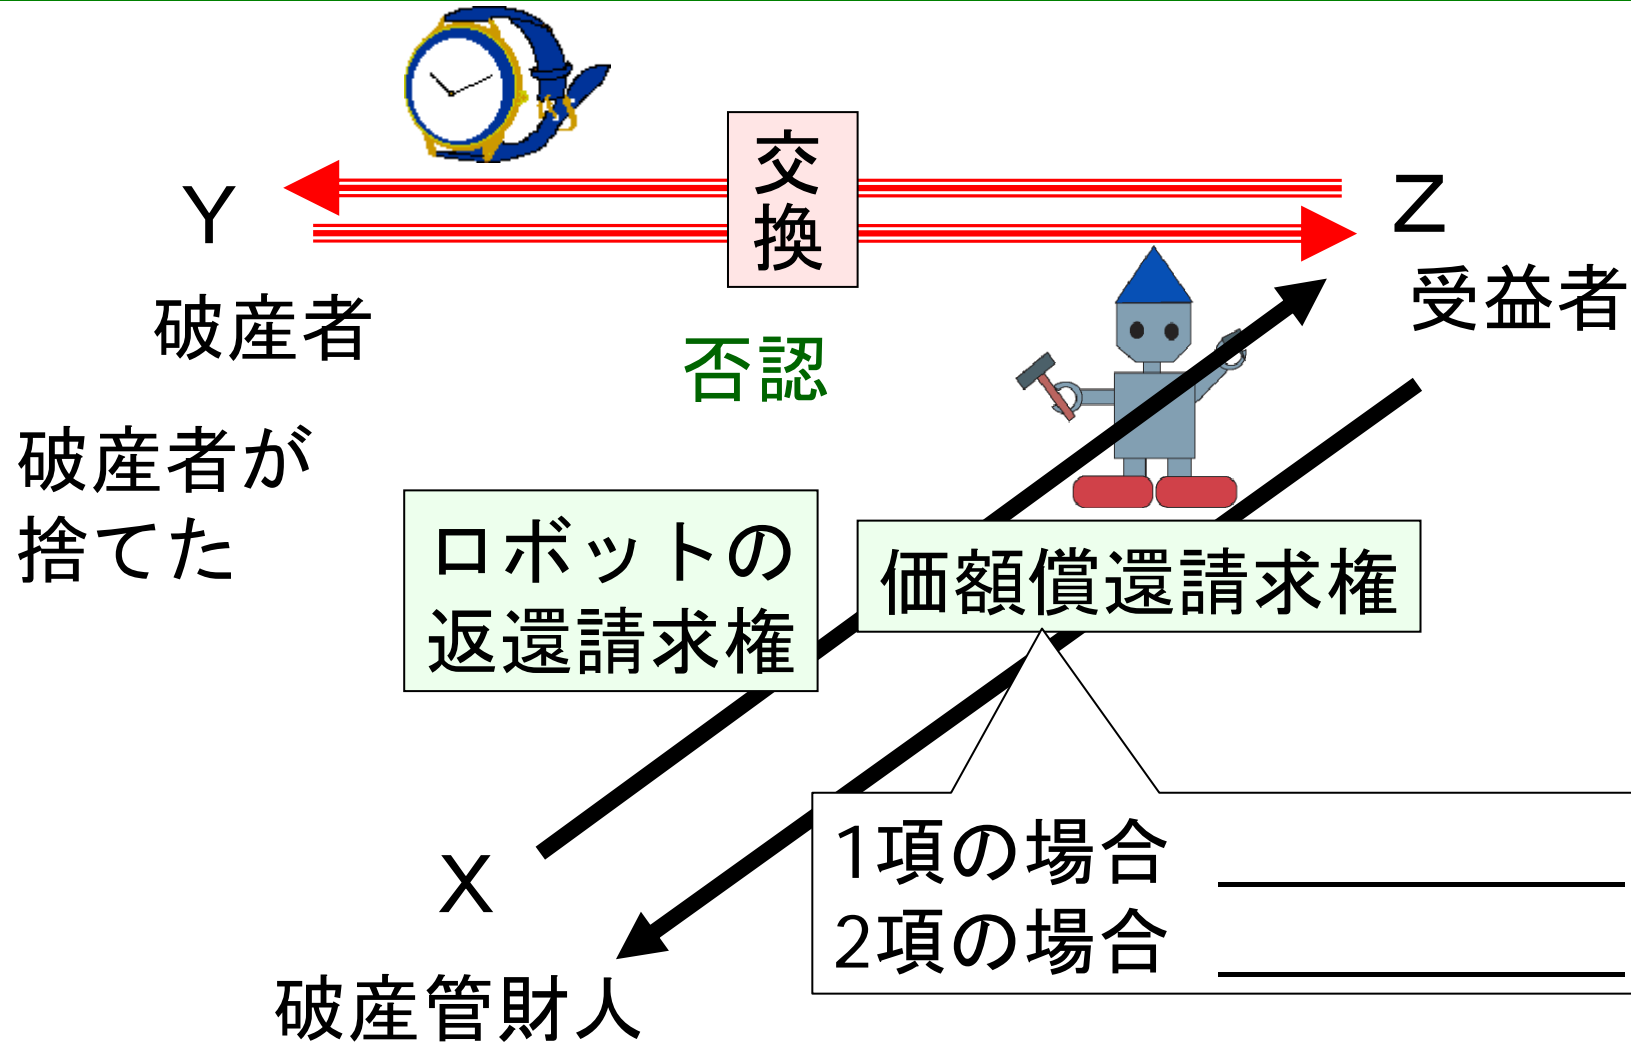 交
換
Y
Z
破産者
受益者
否認
破産者が
捨てた
ロボットの
返還請求権
価額償還請求権
1項の場合
2項の場合
X
破産管財人